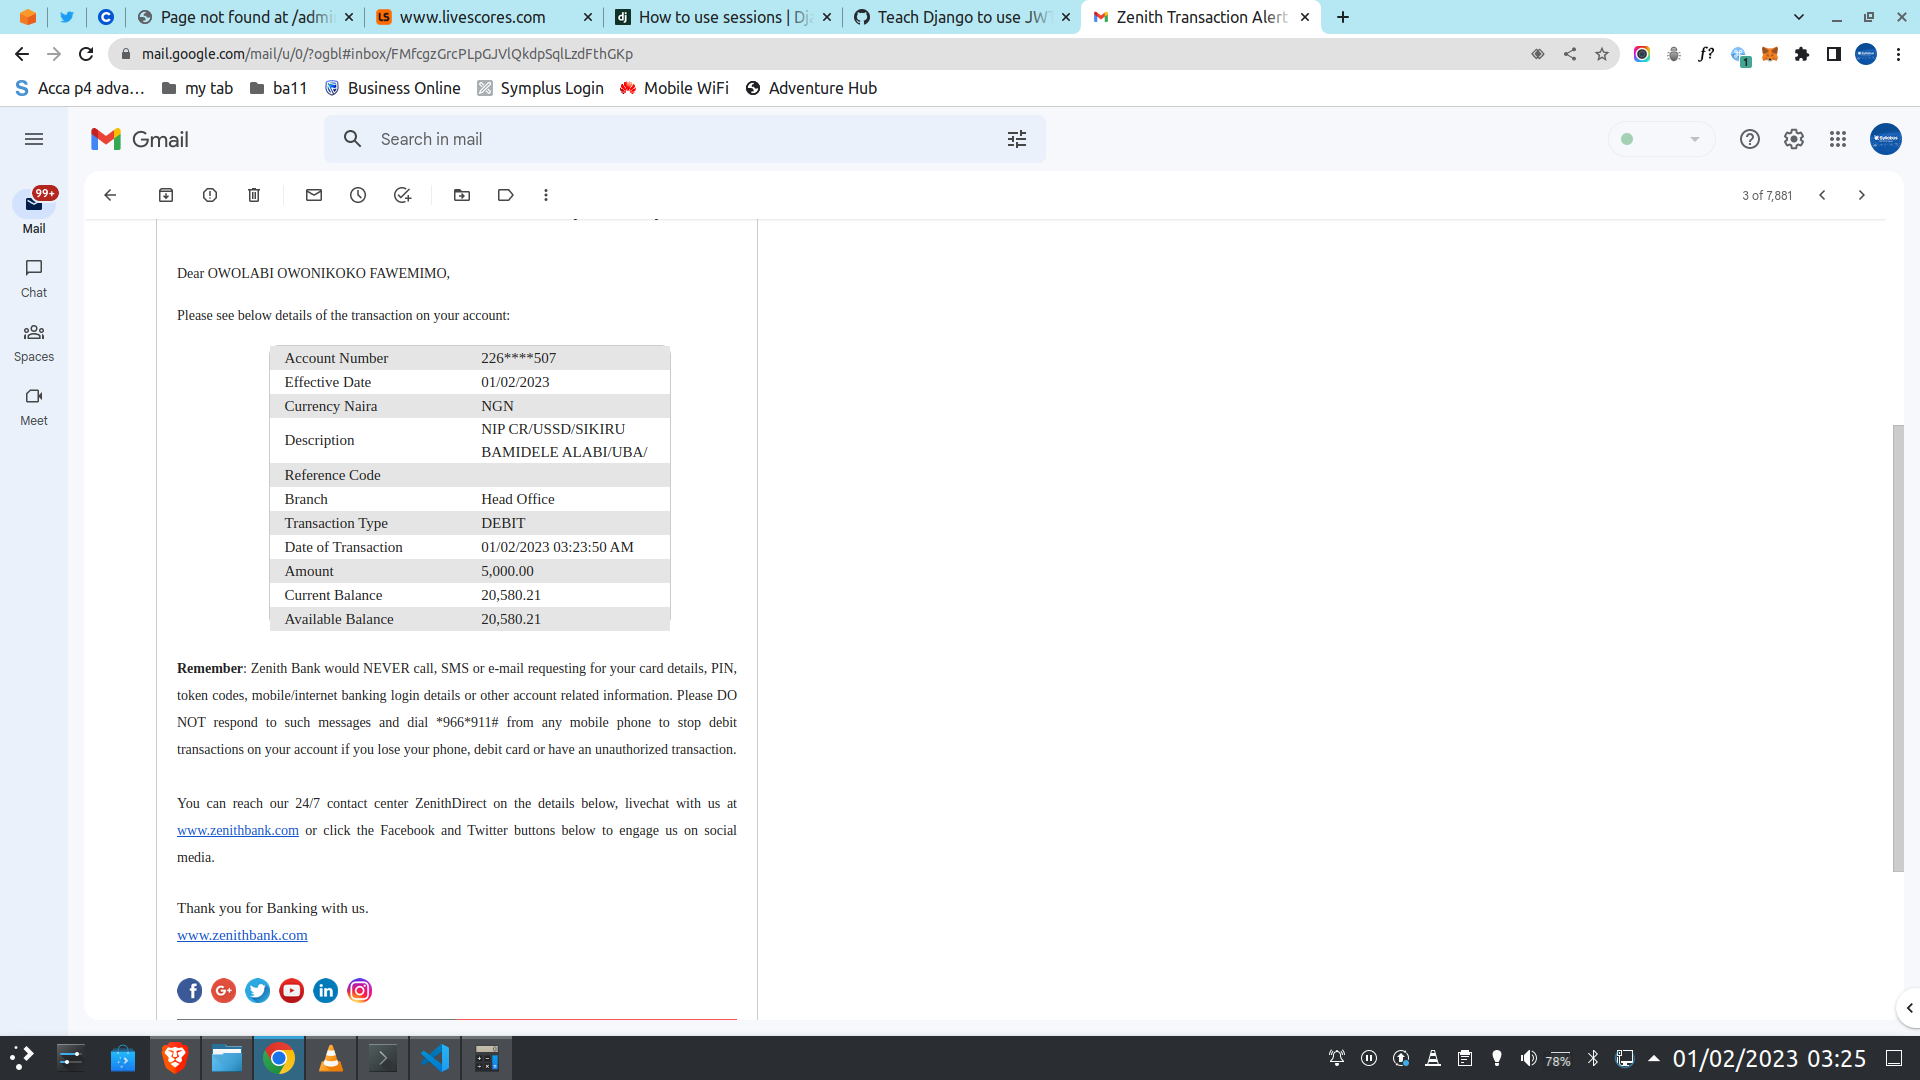 Page not found at /admi
www.livescores.com
How to use sessions | Dja
Teach Django to use JWT
Zenith Transaction Alert
mail.google.com/mail/u/0/?ogbl#inbox/FMfcgzGrcPLpGJVlQkdpSqlLzdFthGKp
f?
1
Acca p4 adva...
my tab
ba11
Business Online
Symplus Login
Mobile WiFi
Adventure Hub
Gmail
Search in mail
99+
Mail
Chat
Spaces
Meet
3 of 7,881
Dear OWOLABI OWONIKOKO FAWEMIMO,
Please see below details of the transaction on your account:
Account Number 226****507
Effective Date 01/02/2023
Currency Naira NGN
Description NIP CR/USSD/SIKIRU
BAMIDELE ALABI/UBA/
Reference Code
Branch Head Office
Transaction Type DEBIT
Date of Transaction 01/02/2023 03:23:50 AM
Amount 5,000.00
Current Balance 20,580.21
Available Balance 20,580.21
Remember: Zenith Bank would NEVER call, SMS or e-mail requesting for your card details, PIN,
token codes, mobile/internet banking login details or other account related information. Please DO
NOT respond to such messages and dial *966*911# from any mobile phone to stop debit
transactions on your account if you lose your phone, debit card or have an unauthorized transaction.
You can reach our 24/7 contact center ZenithDirect on the details below, livechat with us at
www.zenithbank.com or click the Facebook and Twitter buttons below to engage us on social
media.
Thank you for Banking with us.
www.zenithbank.com
78%
01/02/2023 03:25